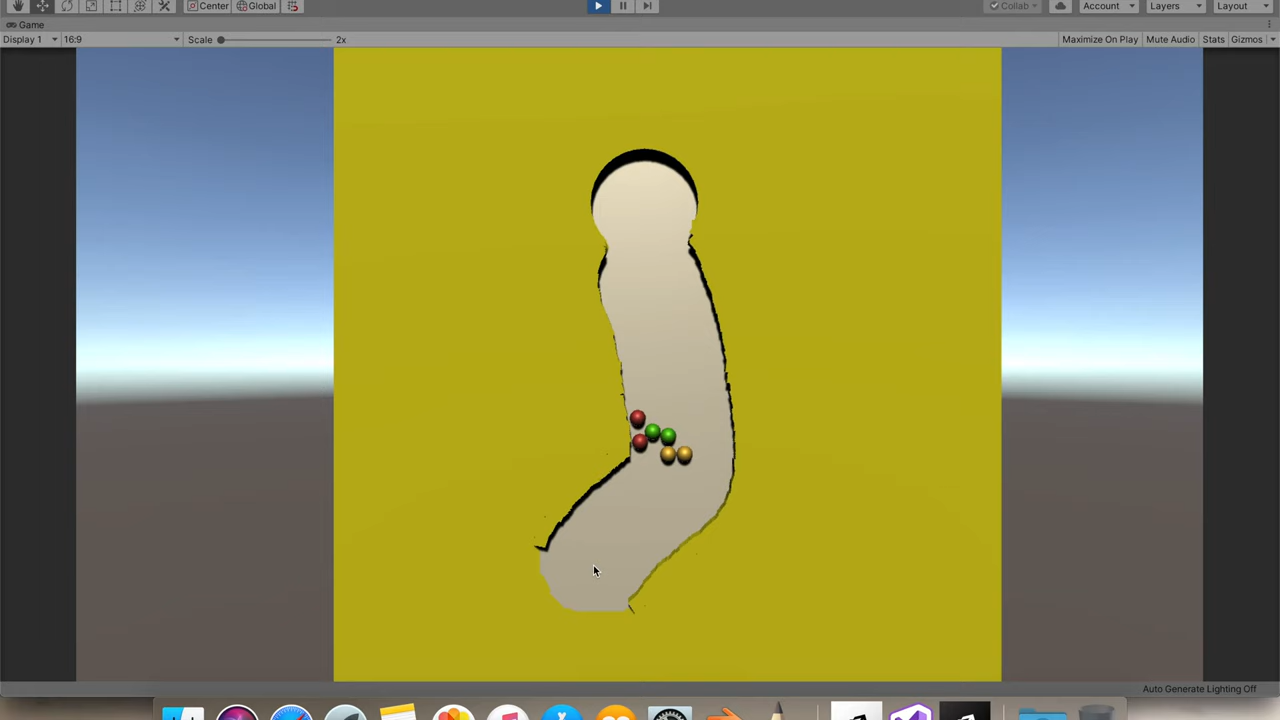 Center Global Collab Account Layers Layout
Game
Display 1 16:9 Scale 2x Maximize On Play Mute Audio Stats Gizmos
Auto Generate Lighting Off